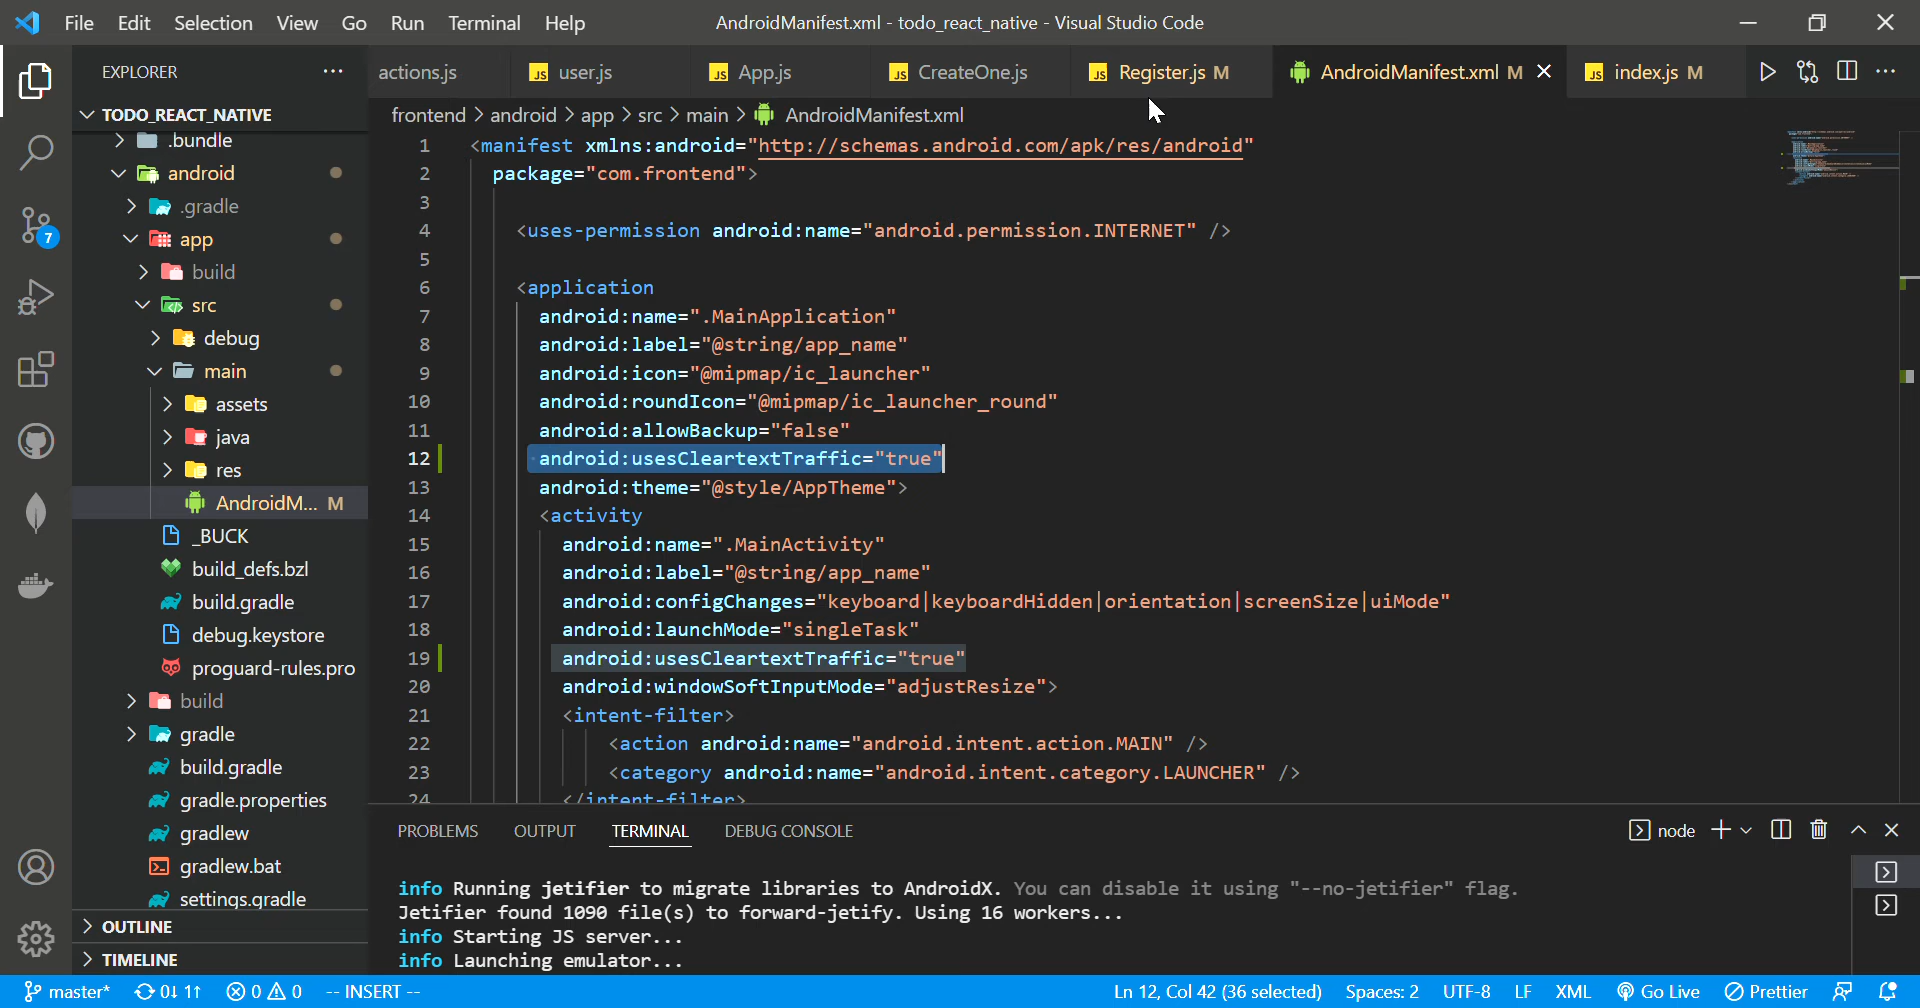 File Edit Selection View Go Run Terminal Help
AndroidManifest.xml - todo_react_native - Visual Studio Code
EXPLORER
actions.js
user.js
App.js
CreateOne.js
Register.js M
AndroidManifest.xml M
index.js M
TODO_REACT_NATIVE
.bundle
android
.gradle
app
build
src
debug
main
assets
java
res
AndroidM... M
_BUCK
build_defs.bzl
build.gradle
debug.keystore
proguard-rules.pro
build
gradle
build.gradle
gradle.properties
gradlew
gradlew.bat
settings.gradle
OUTLINE
TIMELINE
7
frontend > android > app > src > main > AndroidManifest.xml
1 <manifest xmlns:android="http://schemas.android.com/apk/res/android"
2 package="com.frontend">
3
4 <uses-permission android:name="android.permission.INTERNET" />
5
6 <application
7 android:name=".MainApplication"
8 android:label="@string/app_name"
9 android:icon="@mipmap/ic_launcher"
10 android:roundIcon="@mipmap/ic_launcher_round"
11 android:allowBackup="false"
12 android:usesCleartextTraffic="true"
13 android:theme="@style/AppTheme">
14 <activity
15 android:name=".MainActivity"
16 android:label="@string/app_name"
17 android:configChanges="keyboard|keyboardHidden|orientation|screenSize|uiMode"
18 android:launchMode="singleTask"
19 android:usesCleartextTraffic="true"
20 android:windowSoftInputMode="adjustResize">
21 <intent-filter>
22 <action android:name="android.intent.action.MAIN" />
23 <category android:name="android.intent.category.LAUNCHER" />
24 </intent-filter>
PROBLEMS OUTPUT TERMINAL DEBUG CONSOLE
node
info Running jetifier to migrate libraries to AndroidX. You can disable it using "--no-jetifier" flag.
Jetifier found 1090 file(s) to forward-jetify. Using 16 workers...
info Starting JS server...
info Launching emulator...
master* 0↓ 1↑ 0 0 -- INSERT --
Ln 12, Col 42 (36 selected) Spaces: 2 UTF-8 LF XML Go Live Prettier